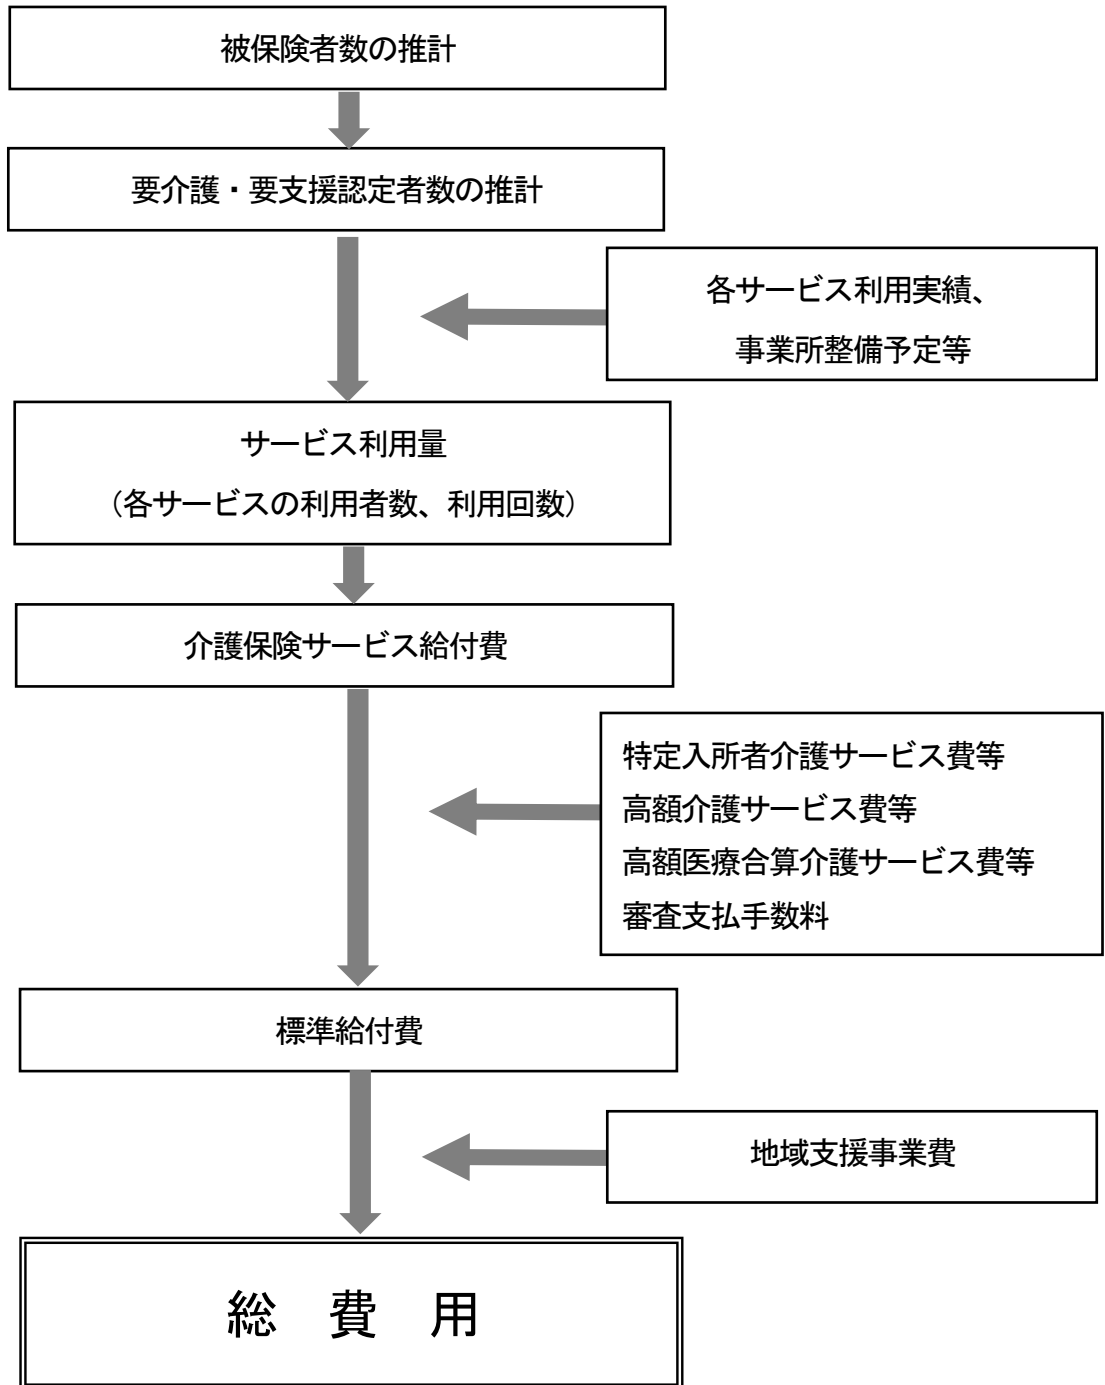 被保険者数の推計
要介護・要支援認定者数の推計
各サービス利用実績、
事業所整備予定等
サービス利用量
（各サービスの利用者数、利用回数）
介護保険サービス給付費
特定入所者介護サービス費等
高額介護サービス費等
高額医療合算介護サービス費等
審査支払手数料
標準給付費
地域支援事業費
総　費　用